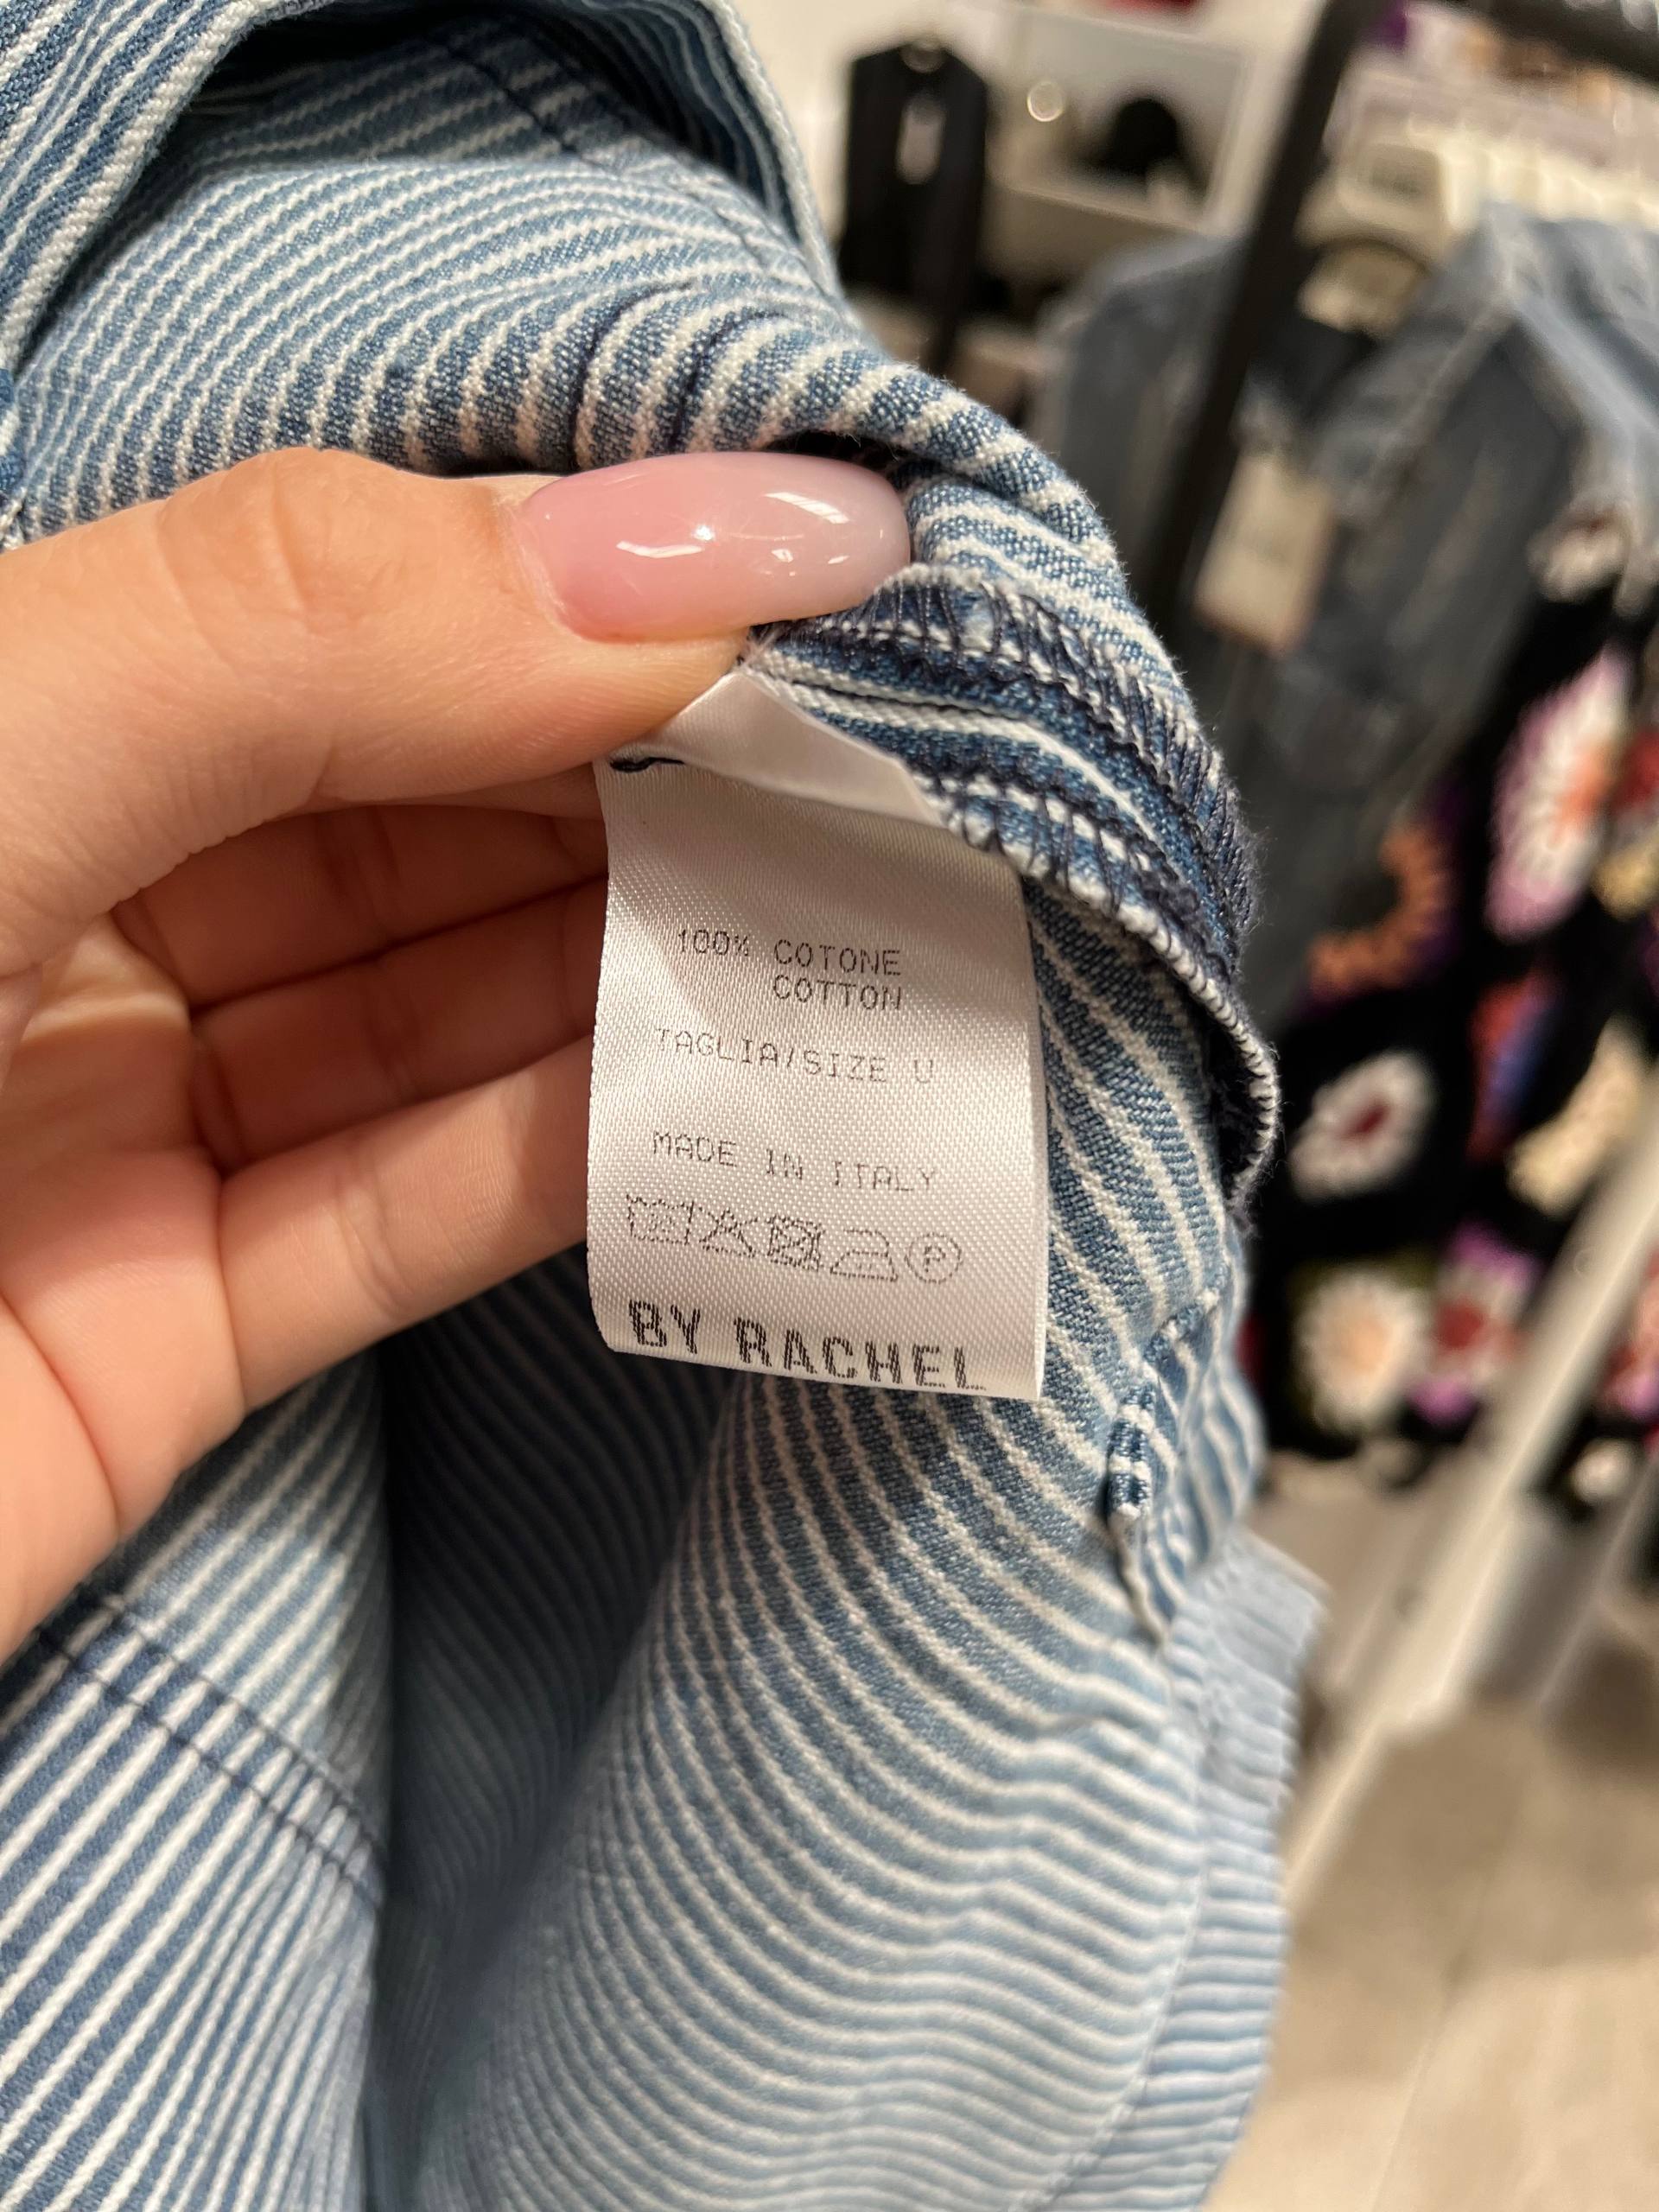 100% COTONE
COTTON
TAGLIA/SIZE U
MADE IN ITALY
P
BY RACHEL